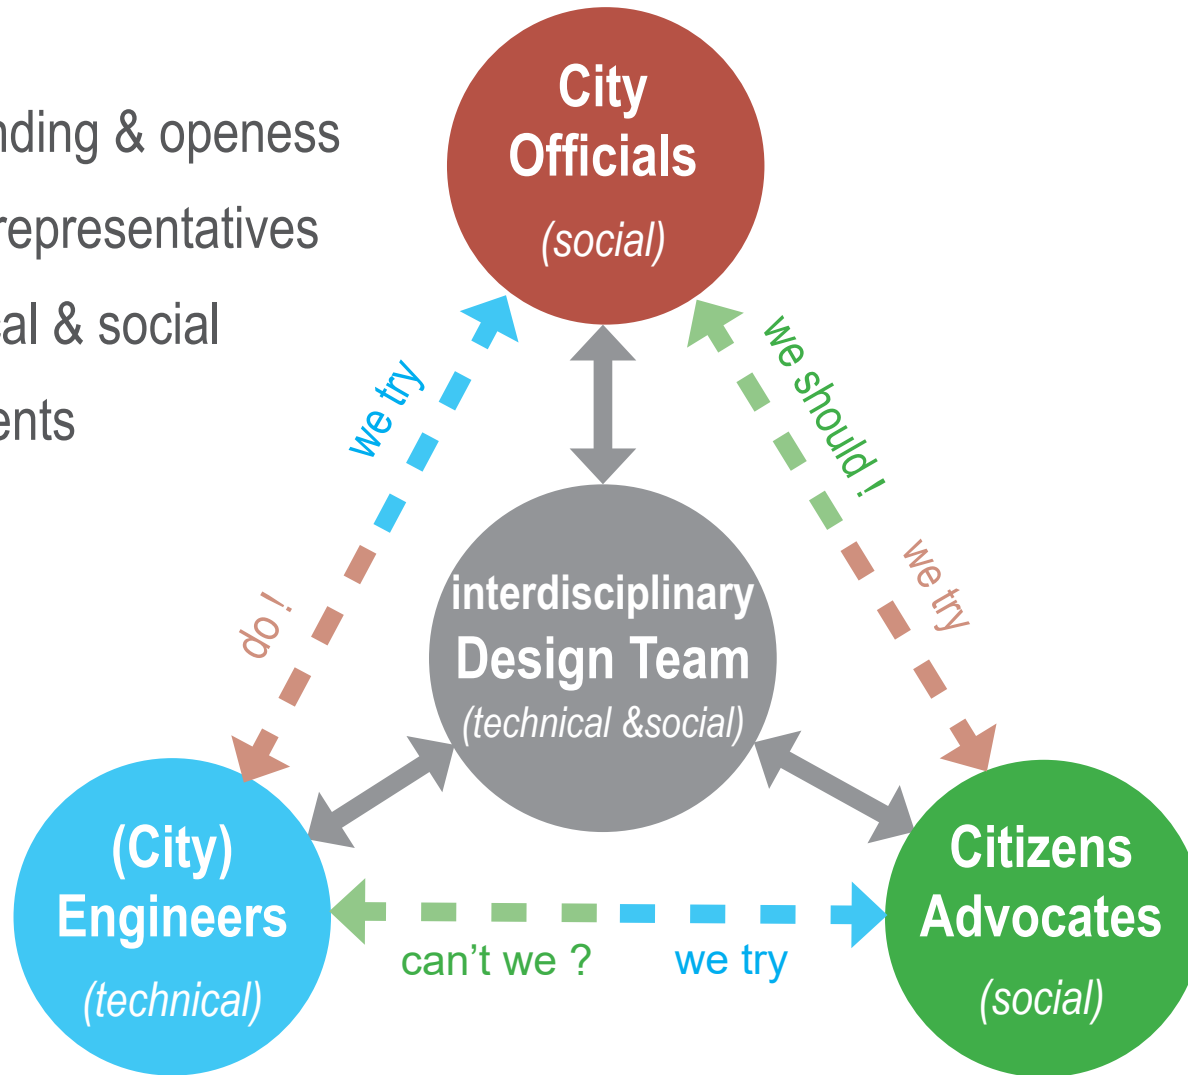 City
Officials
(social)
nding & openess
representatives
cal & social
ents
we try
do !
we should !
we try
interdisciplinary
Design Team
(technical &social)
(City)
Engineers
(technical)
can't we ?
we try
Citizens
Advocates
(social)